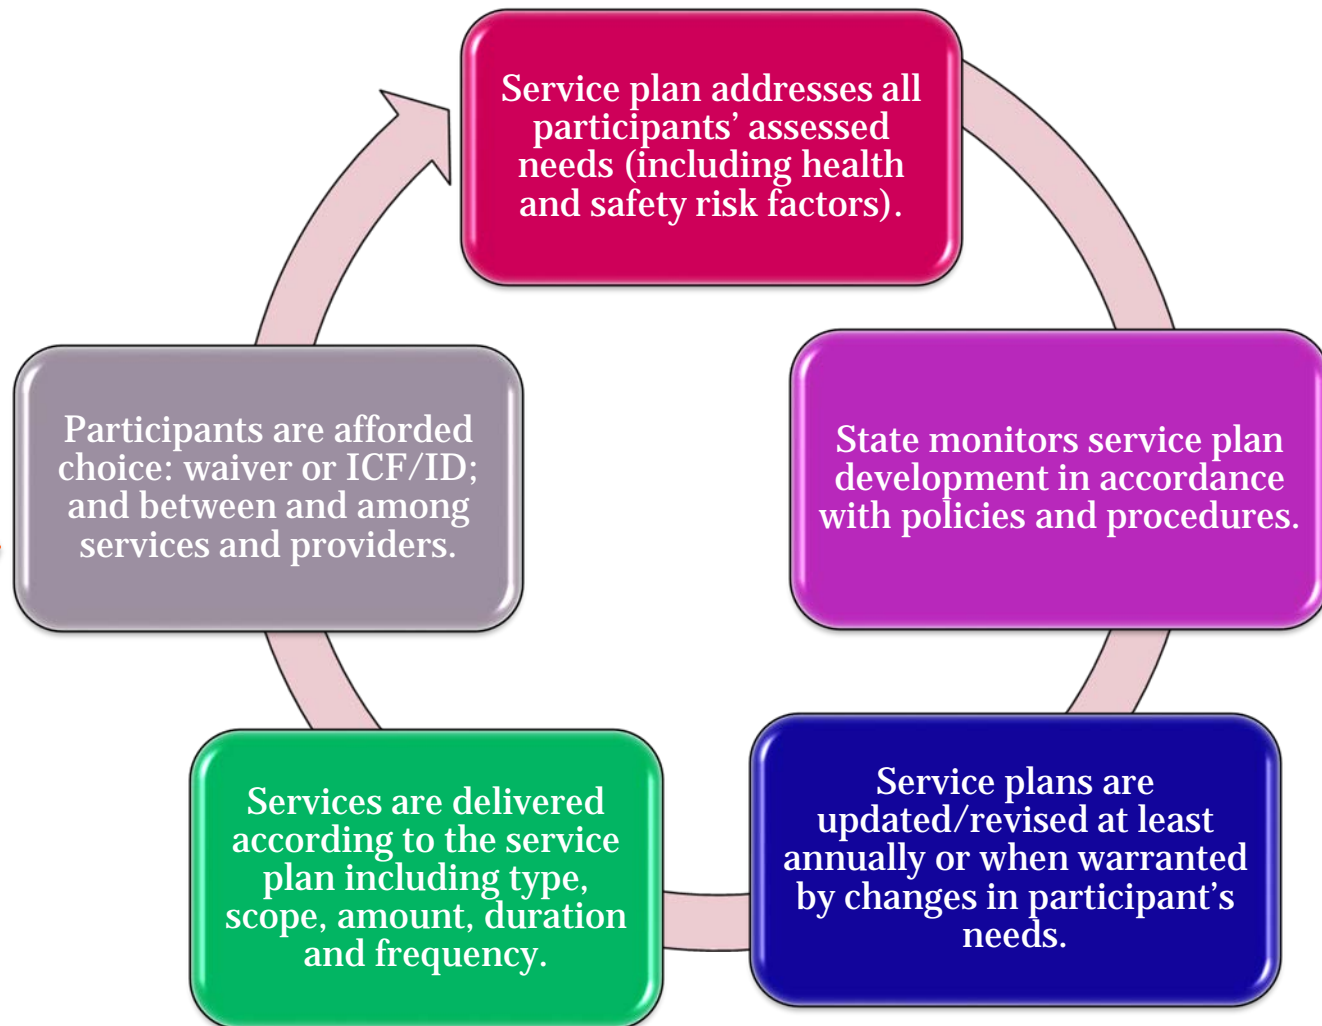 Service plan addresses all
participants’ assessed
needs (including health
and safety risk factors).
State monitors service plan
development in accordance
with policies and procedures.
Service plans are
updated/revised at least
annually or when warranted
by changes in participant’s
needs.
Services are delivered
according to the service
plan including type,
scope, amount, duration
and frequency.
Participants are afforded
choice: waiver or ICF/ID;
and between and among
services and providers.